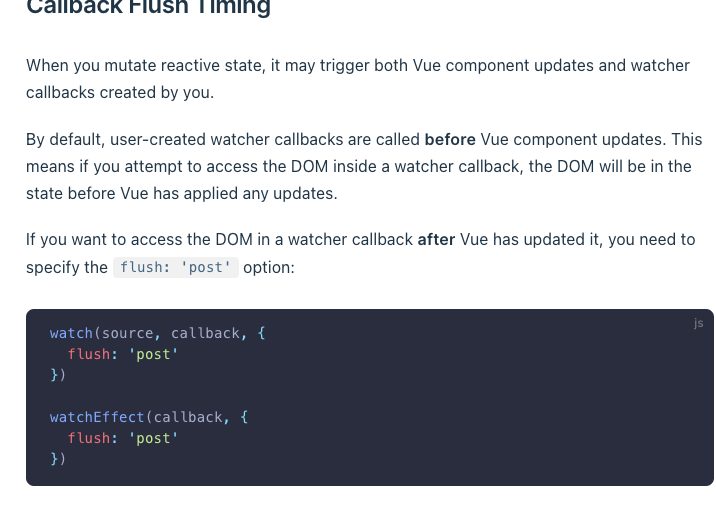 Callback Flush Timing
When you mutate reactive state, it may trigger both Vue component updates and watcher
callbacks created by you.
By default, user-created watcher callbacks are called before Vue component updates. This
means if you attempt to access the DOM inside a watcher callback, the DOM will be in the
state before Vue has applied any updates.
If you want to access the DOM in a watcher callback after Vue has updated it, you need to
specify the flush: 'post' option:
js
watch(source, callback, {
  flush: 'post'
})

watchEffect(callback, {
  flush: 'post'
})